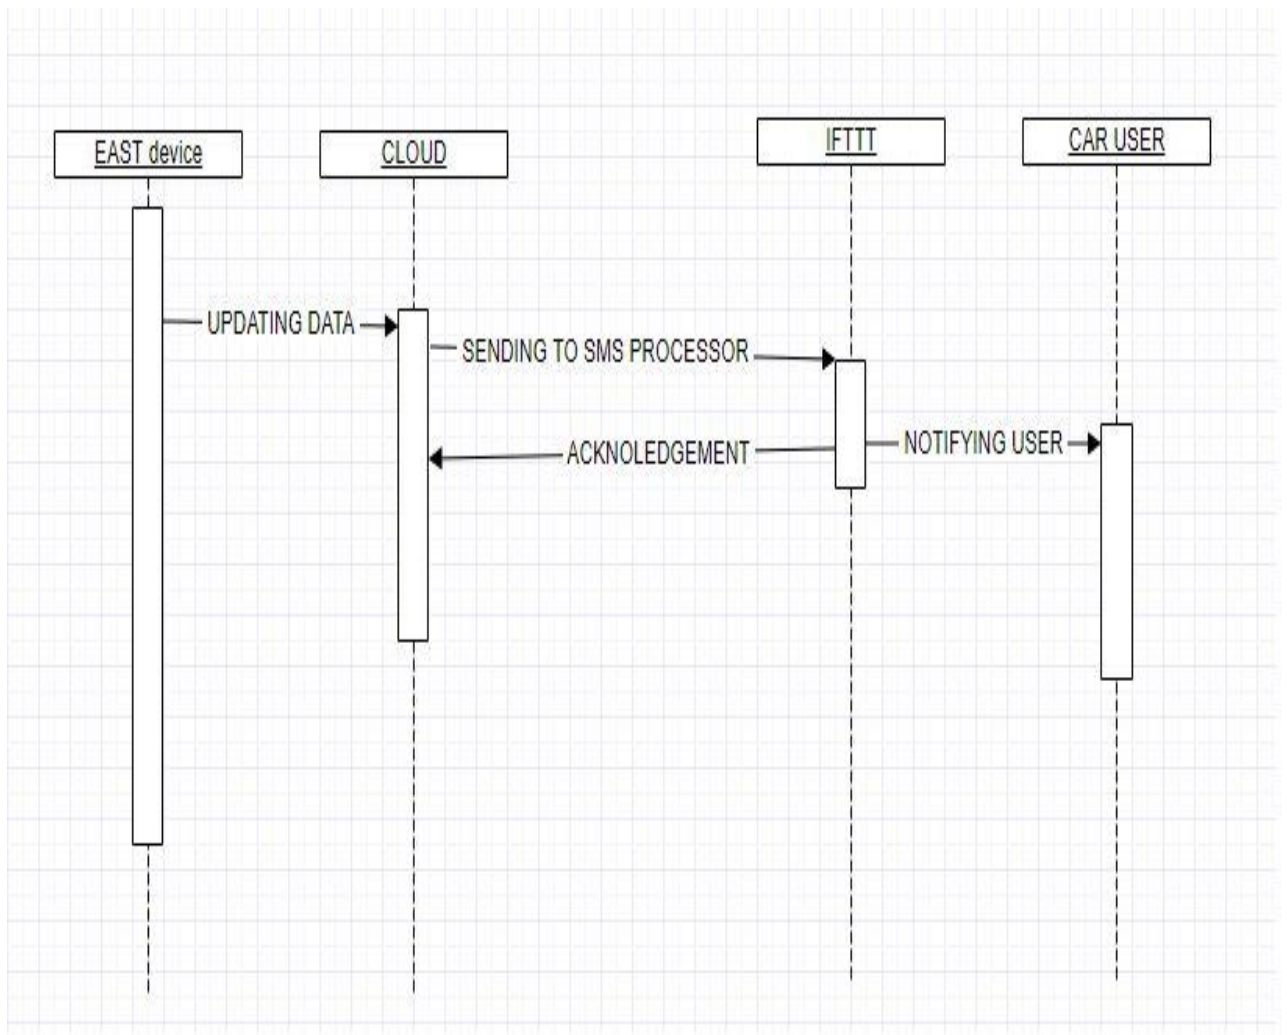 EAST device
CLOUD
IFTTT
CAR USER
UPDATING DATA
SENDING TO SMS PROCESSOR
ACKNOLEDGEMENT
NOTIFYING USER